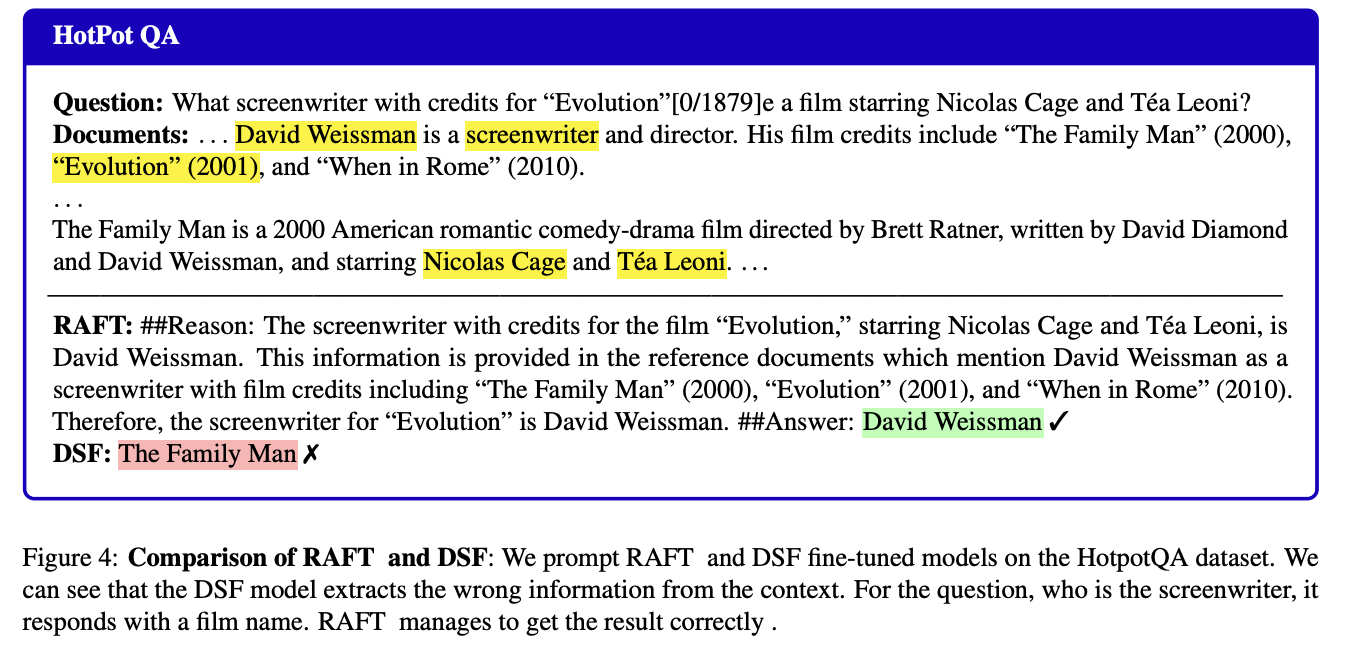 HotPot QA
Question: What screenwriter with credits for “Evolution”[0/1879]e a film starring Nicolas Cage and Téa Leoni?
Documents: ... David Weissman is a screenwriter and director. His film credits include “The Family Man” (2000),
“Evolution” (2001), and “When in Rome” (2010).
...
The Family Man is a 2000 American romantic comedy-drama film directed by Brett Ratner, written by David Diamond
and David Weissman, and starring Nicolas Cage and Téa Leoni. ...
RAFT: ##Reason: The screenwriter with credits for the film “Evolution,” starring Nicolas Cage and Téa Leoni, is
David Weissman. This information is provided in the reference documents which mention David Weissman as a
screenwriter with film credits including “The Family Man” (2000), “Evolution” (2001), and “When in Rome” (2010).
Therefore, the screenwriter for “Evolution” is David Weissman. ##Answer: David Weissman ✓
DSF: The Family Man ✗
Figure 4: Comparison of RAFT and DSF: We prompt RAFT and DSF fine-tuned models on the HotpotQA dataset. We
can see that the DSF model extracts the wrong information from the context. For the question, who is the screenwriter, it
responds with a film name. RAFT manages to get the result correctly .